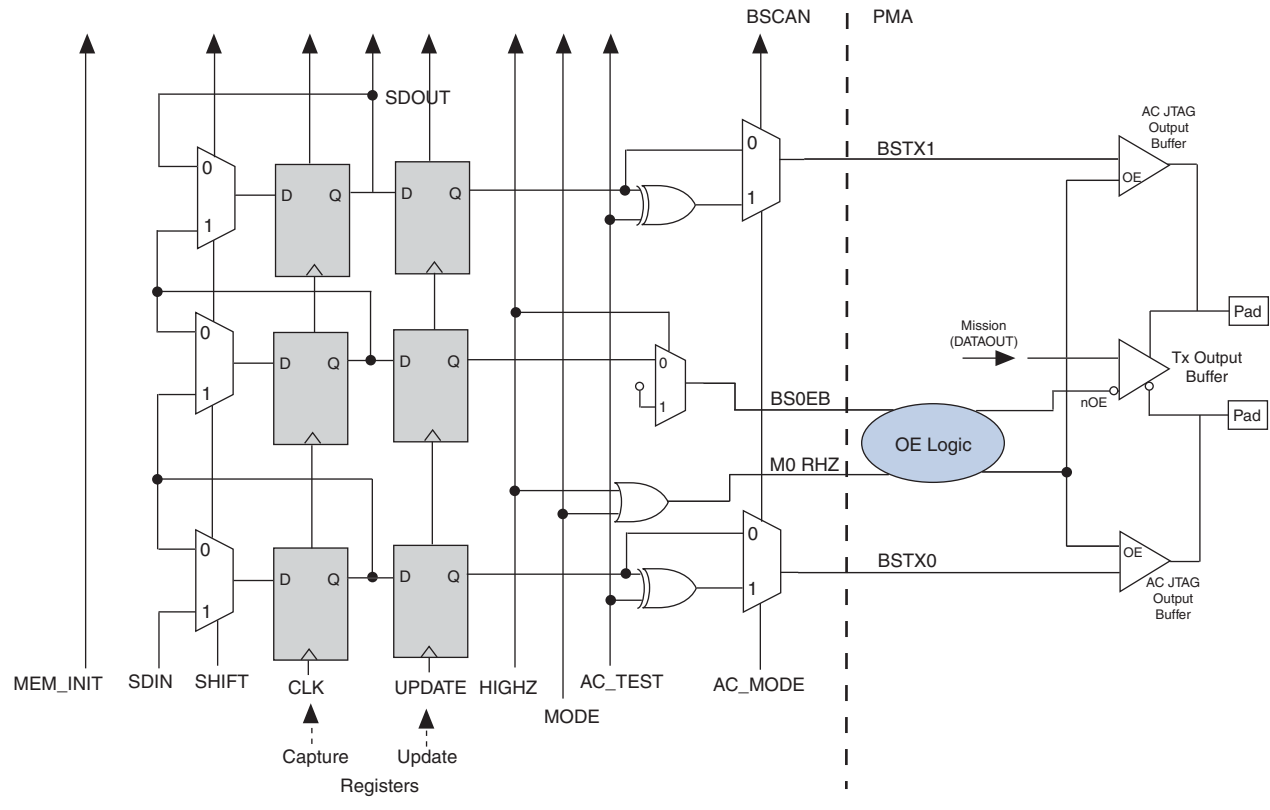 BSCAN
PMA
SDOUT
AC JTAG
Output
Buffer
0
1
D
Q
D
Q
0
1
BSTX1
OE
Pad
0
1
D
Q
D
Q
0
1
Mission
(DATAOUT)
Tx Output
Buffer
nOE
Pad
BS0EB
OE Logic
M0 RHZ
0
1
D
Q
D
Q
0
1
BSTX0
OE
AC JTAG
Output
Buffer
MEM_INIT
SDIN
SHIFT
CLK
UPDATE
HIGHZ
MODE
AC_TEST
AC_MODE
Capture
Update
Registers